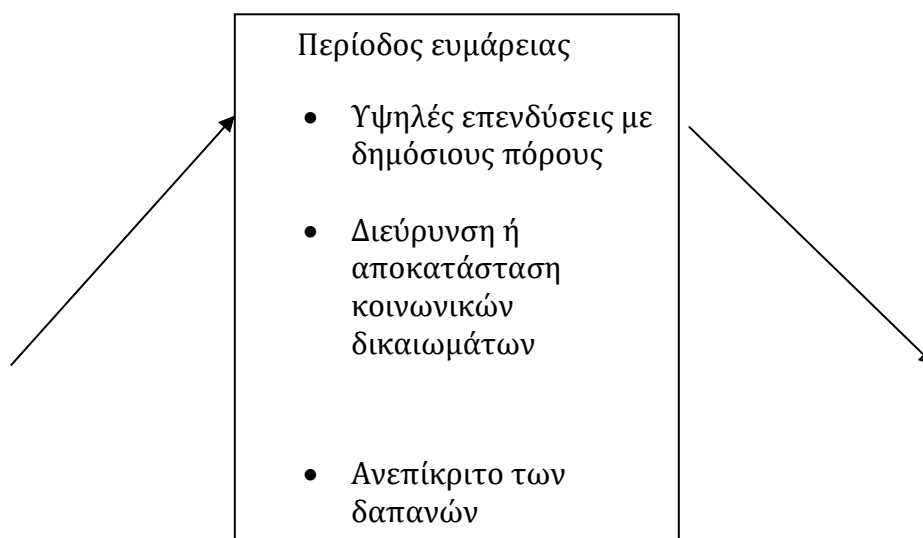 Περίοδος ευμάρειας
• Υψηλές επενδύσεις με
δημόσιους πόρους
• Διεύρυνση ή
αποκατάσταση
κοινωνικών
δικαιωμάτων
• Ανεπίκριτο των
δαπανών